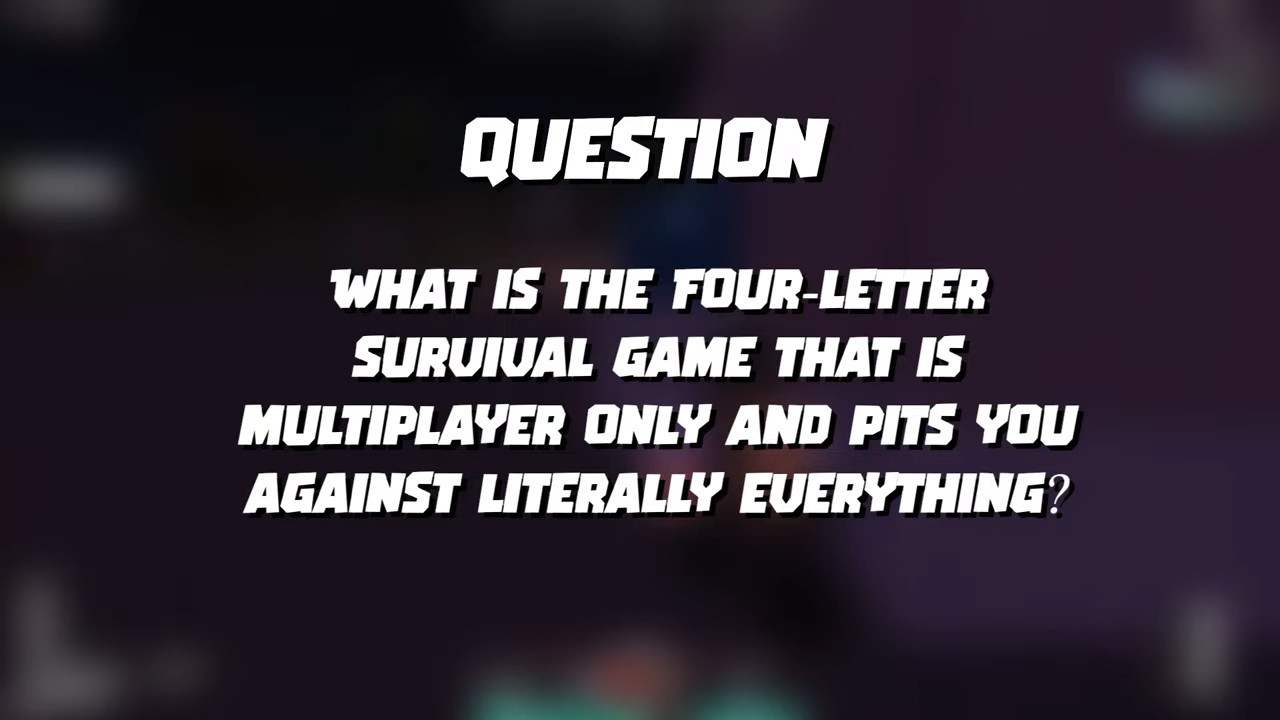 QUESTION
WHAT IS THE FOUR-LETTER
SURVIVAL GAME THAT IS
MULTIPLAYER ONLY AND PITS YOU
AGAINST LITERALLY EVERYTHING?